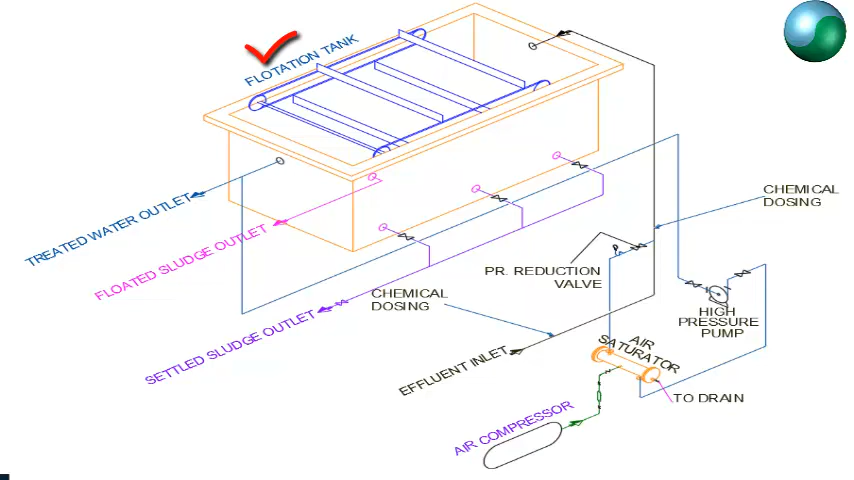 FLOTATION TANK
TREATED WATER OUTLET
FLOATED SLUDGE OUTLET
SETTLED SLUDGE OUTLET
CHEMICAL
DOSING
PR. REDUCTION
VALVE
CHEMICAL
DOSING
HIGH
PRESSURE
PUMP
EFFLUENT INLET
AIR
SATURATOR
TO DRAIN
AIR COMPRESSOR